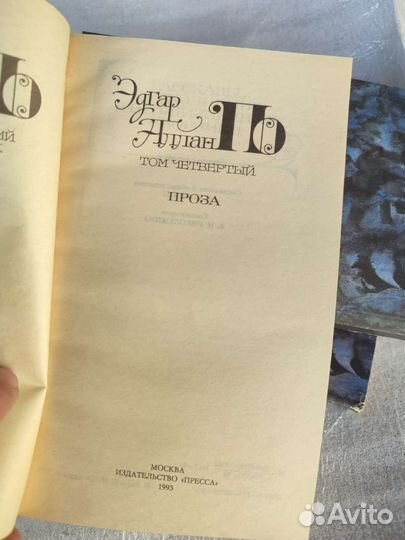 Эдгар
Аллан ПО
ТОМ ЧЕТВЕРТЫЙ
ПРОЗА
МОСКВА
ИЗДАТЕЛЬСТВО «ПРЕССА»
1993
Avito